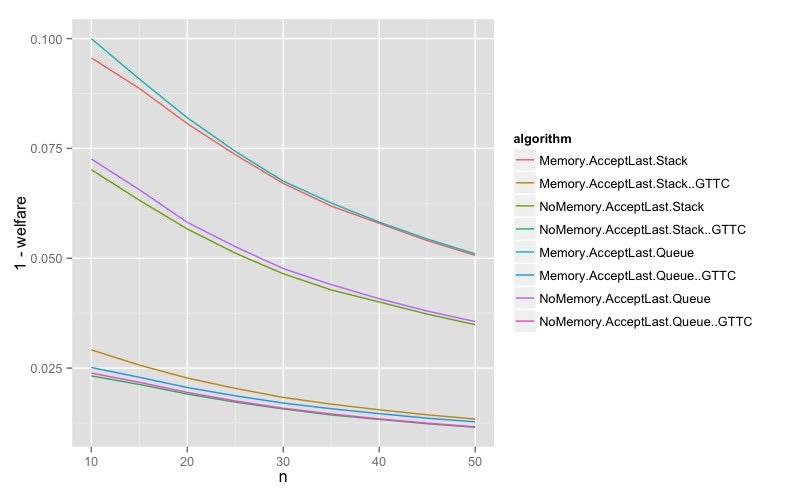 0.100
0.075
0.050
0.025
1 - welfare
10 20 30 40 50
n
algorithm
Memory.AcceptLast.Stack
Memory.AcceptLast.Stack..GTTC
NoMemory.AcceptLast.Stack
NoMemory.AcceptLast.Stack..GTTC
Memory.AcceptLast.Queue
Memory.AcceptLast.Queue..GTTC
NoMemory.AcceptLast.Queue
NoMemory.AcceptLast.Queue..GTTC